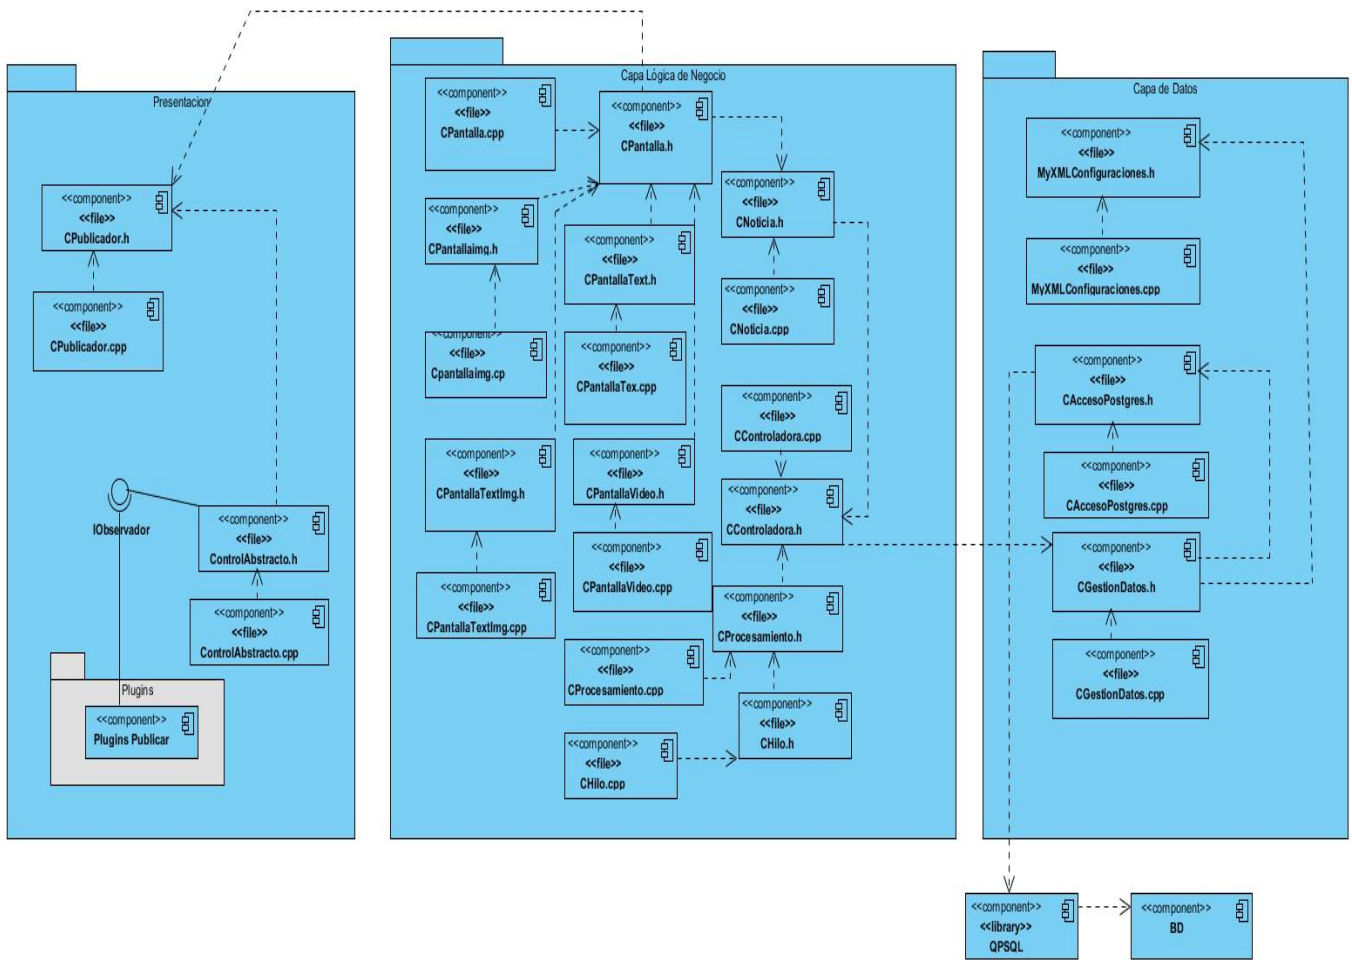 Presentacion
<<component>>
<<file>>
CPublicador.h
<<component>>
<<file>>
CPublicador.cpp
IObservador
<<component>>
<<file>>
ControlAbstracto.h
<<component>>
<<file>>
ControlAbstracto.cpp
Plugins
<<component>>
Plugins Publicar
Capa Lógica de Negocio
<<component>>
<<file>>
CPantalla.cpp
<<component>>
<<file>>
CPantalla.h
<<component>>
<<file>>
CPantallaimg.h
<<component>>
<<file>>
CPantallaText.h
<<component>>
<<file>>
CNoticia.h
<<component>>
<<file>>
CNoticia.cpp
<<component>>
<<file>>
Cpantallaimg.cp
<<component>>
<<file>>
CPantallaTex.cpp
<<component>>
<<file>>
CControladora.cpp
<<component>>
<<file>>
CPantallaTextImg.h
<<component>>
<<file>>
CPantallaVideo.h
<<component>>
<<file>>
CControladora.h
<<component>>
<<file>>
CPantallaTextImg.cpp
<<component>>
<<file>>
CPantallaVideo.cpp
<<component>>
<<file>>
CProcesamiento.h
<<component>>
<<file>>
CProcesamiento.cpp
<<component>>
<<file>>
CHilo.h
<<component>>
<<file>>
CHilo.cpp
Capa de Datos
<<component>>
<<file>>
MyXMLConfiguraciones.h
<<component>>
<<file>>
MyXMLConfiguraciones.cpp
<<component>>
<<file>>
CAccesoPostgres.h
<<component>>
<<file>>
CAccesoPostgres.cpp
<<component>>
<<file>>
CGestionDatos.h
<<component>>
<<file>>
CGestionDatos.cpp
<<component>>
<<library>>
QPSQL
<<component>>
BD